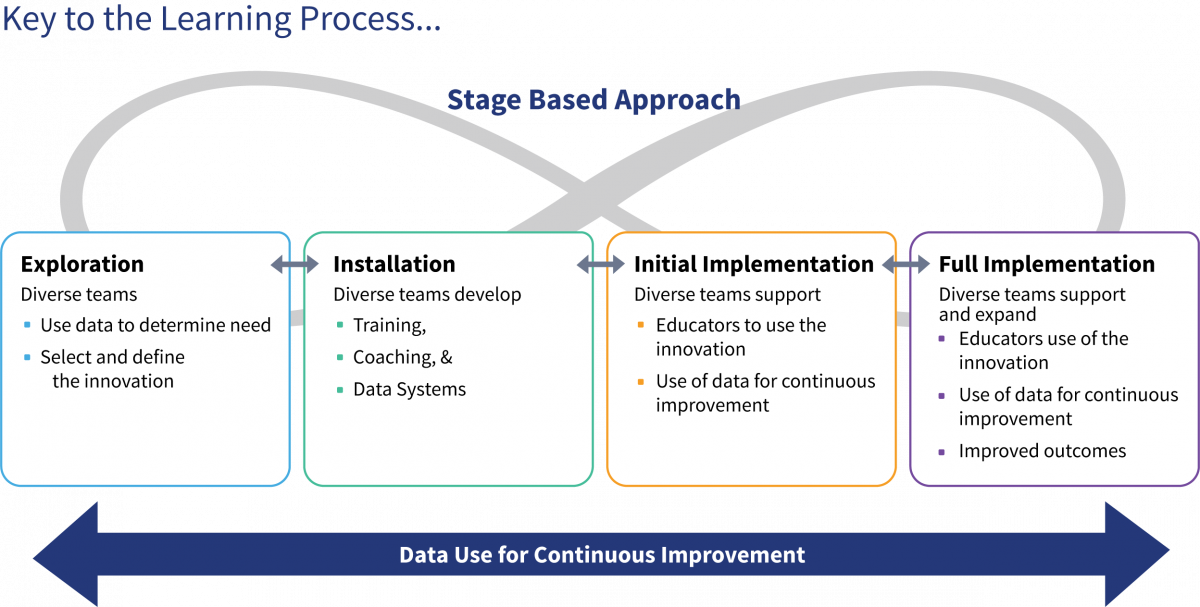 Key to the Learning Process...
Stage Based Approach
Exploration
Diverse teams
Use data to determine need
Select and define
the innovation
Installation
Diverse teams develop
Training,
Coaching, &
Data Systems
Initial Implementation
Diverse teams support
Educators to use the
innovation
Use of data for continuous
improvement
Full Implementation
Diverse teams support
and expand
Educators use of the
innovation
Use of data for continuous
improvement
Improved outcomes
Data Use for Continuous Improvement